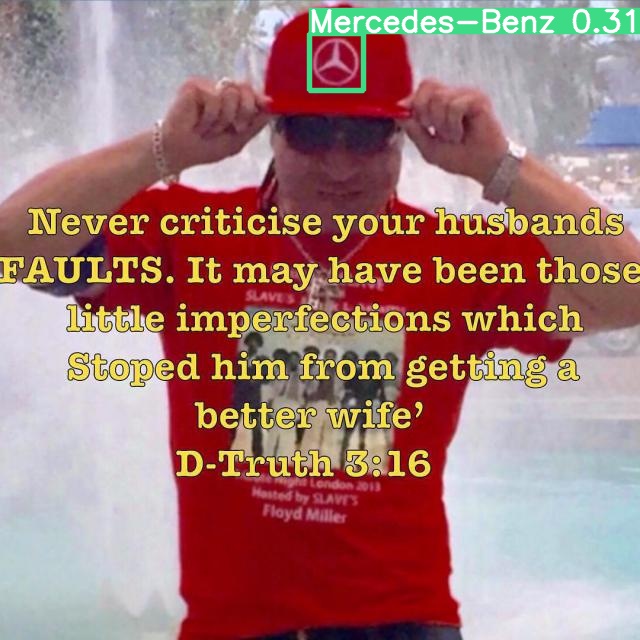 Mercedes-Benz 0.31
Never criticise your husbands
FAULTS. It may have been those
little imperfections which
Stoped him from getting a
better wife’
D-Truth 3:16
SLAVE'S
London 2013
Hosted by SLAVE'S
Floyd Miller